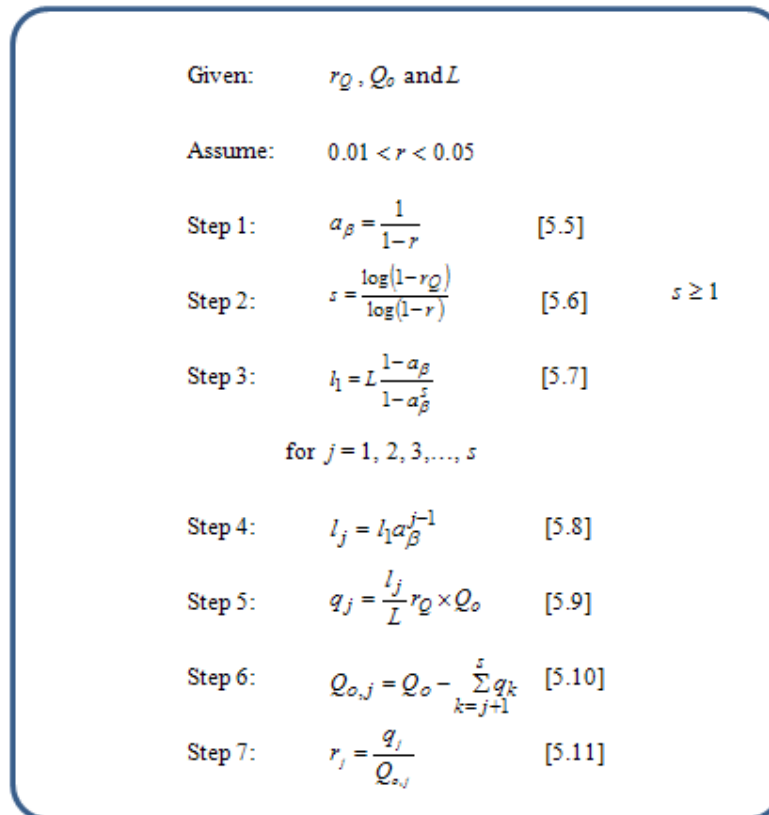 Given: r_Q , Q_o and L
Assume: 0.01 < r < 0.05
Step 1: a_β = 1/(1−r) [5.5]
Step 2: s = log(1−r_Q)/log(1−r) [5.6] s ≥ 1
Step 3: l_1 = L (1−a_β)/(1−a_β^s) [5.7]
for j = 1, 2, 3,..., s
Step 4: l_j = l_1 a_β^(j−1) [5.8]
Step 5: q_j = (l_j/L) r_Q × Q_o [5.9]
Step 6: Q_(o,j) = Q_o − Σ_(k=j+1)^s q_k [5.10]
Step 7: r_j = q_j/Q_(o,j) [5.11]